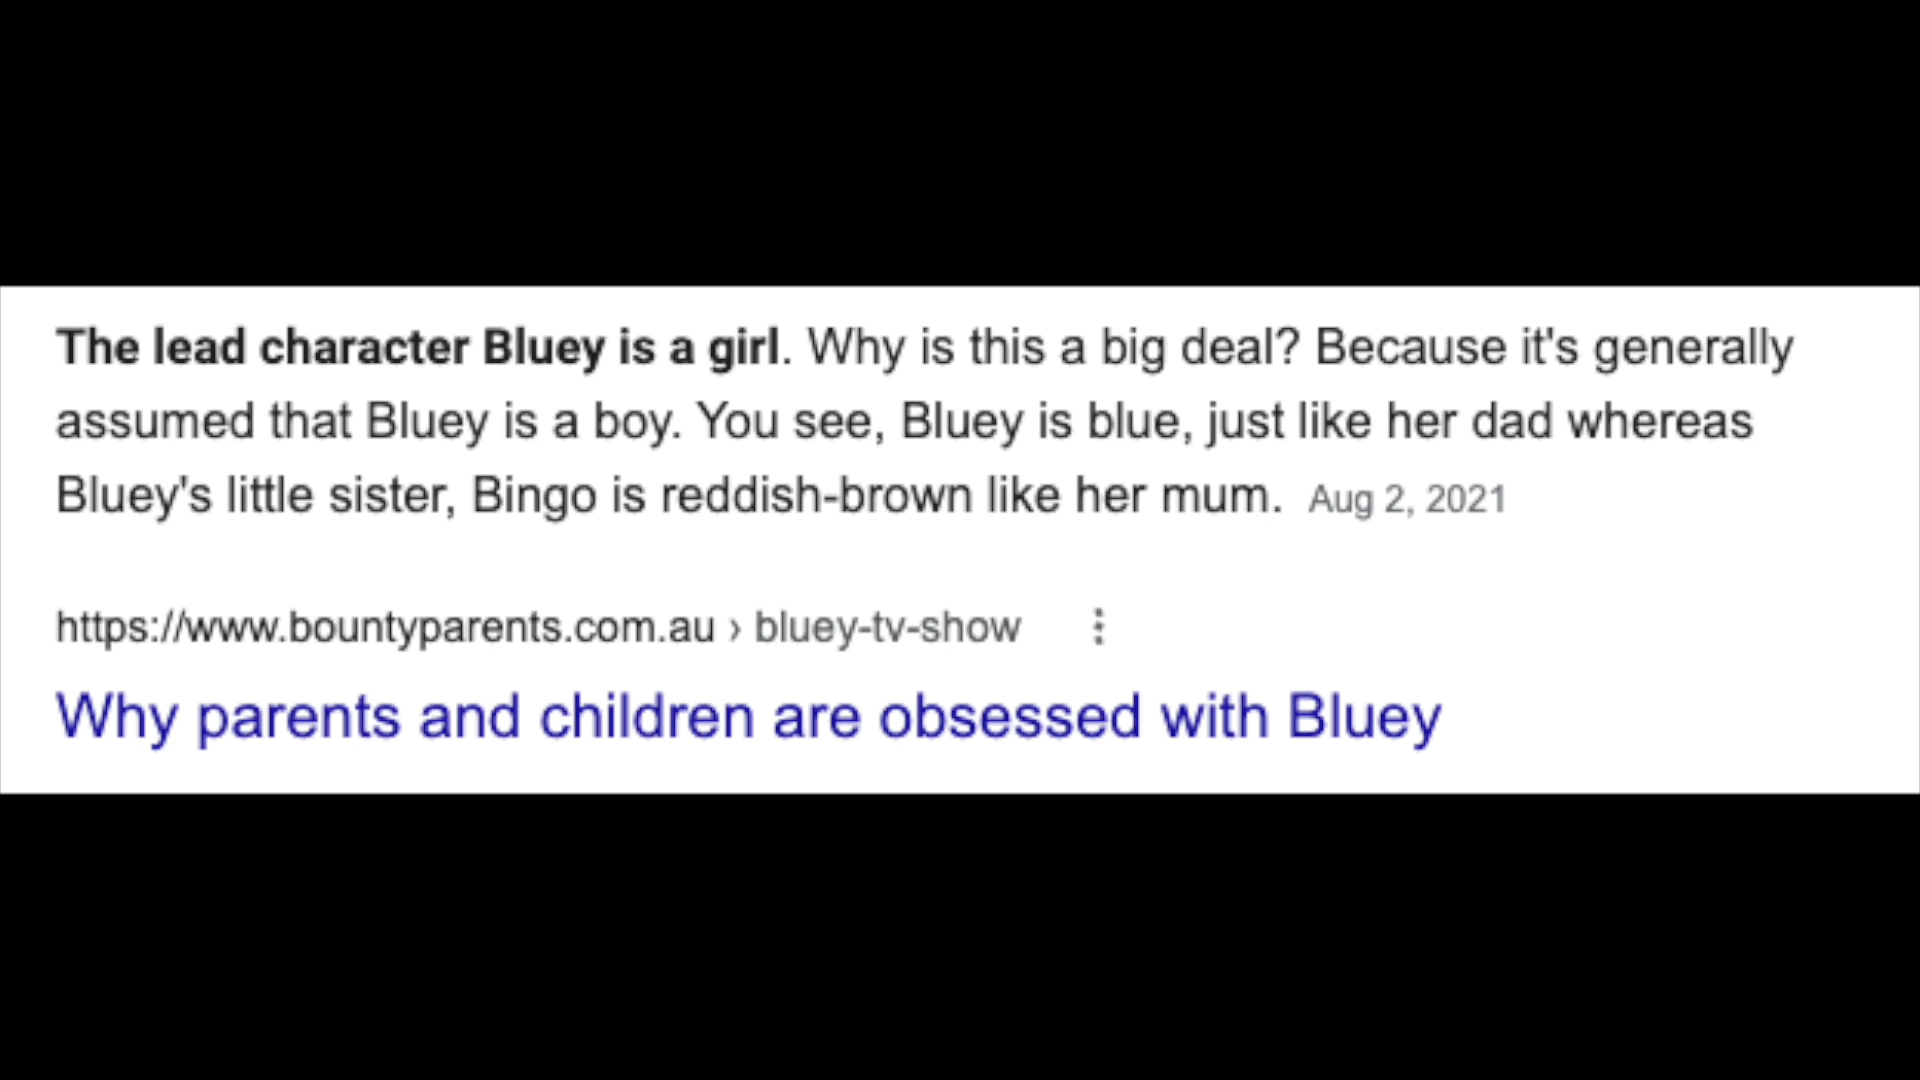 The lead character Bluey is a girl. Why is this a big deal? Because it's generally
assumed that Bluey is a boy. You see, Bluey is blue, just like her dad whereas
Bluey's little sister, Bingo is reddish-brown like her mum. Aug 2, 2021
https://www.bountyparents.com.au › bluey-tv-show
Why parents and children are obsessed with Bluey